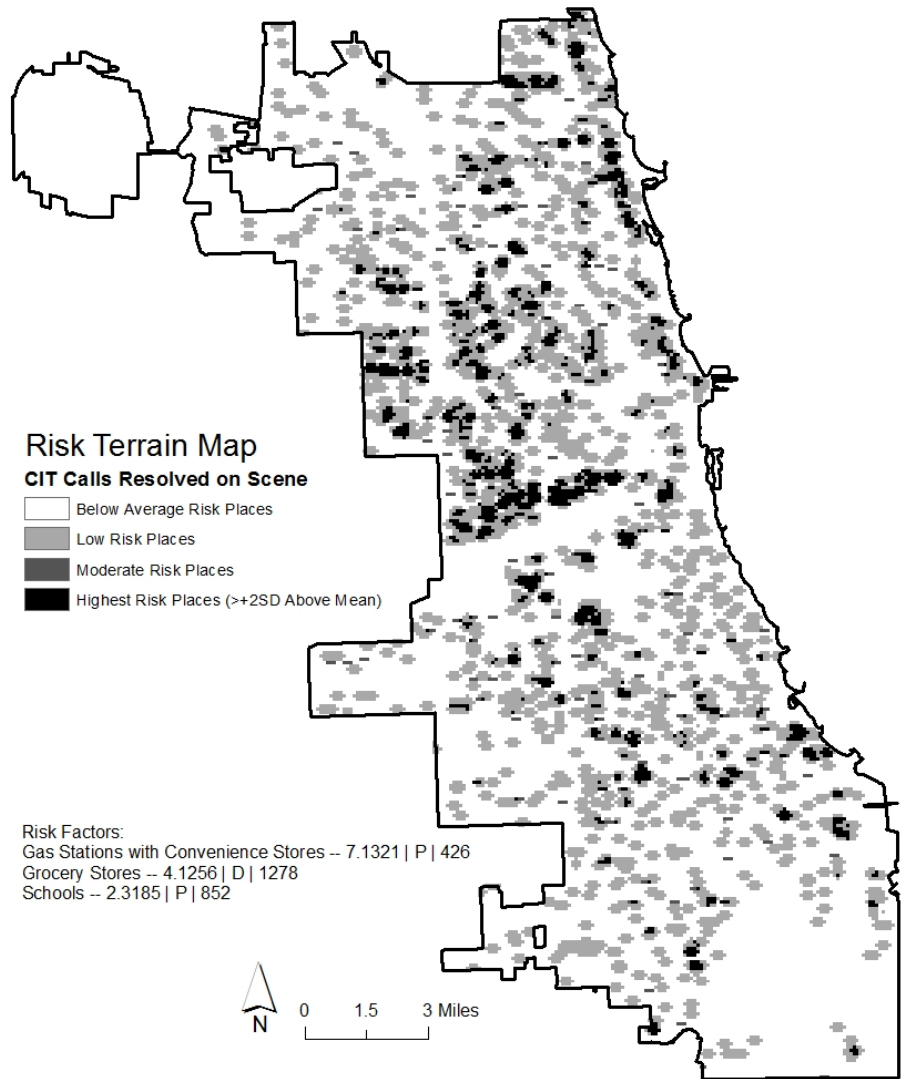 Risk Terrain Map
CIT Calls Resolved on Scene
Below Average Risk Places
Low Risk Places
Moderate Risk Places
Highest Risk Places (>+2SD Above Mean)
Risk Factors:
Gas Stations with Convenience Stores -- 7.1321 | P | 426
Grocery Stores -- 4.1256 | D | 1278
Schools -- 2.3185 | P | 852
N
0 1.5 3 Miles